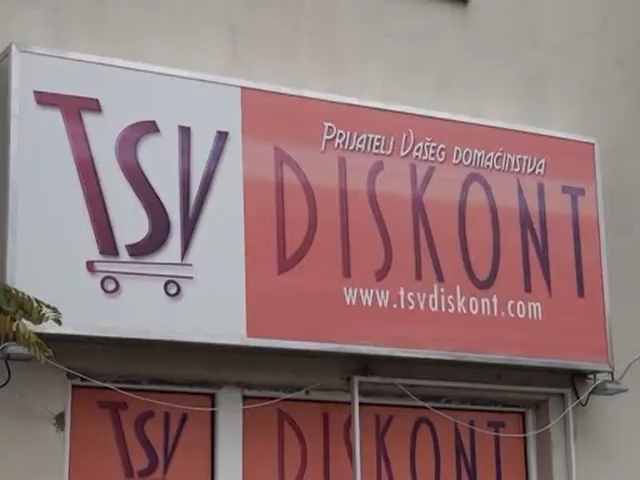 TSV
Prijatelj Vašeg domaćinstva
DISKONT
www.tsvdiskont.com
TSV
DISKONT